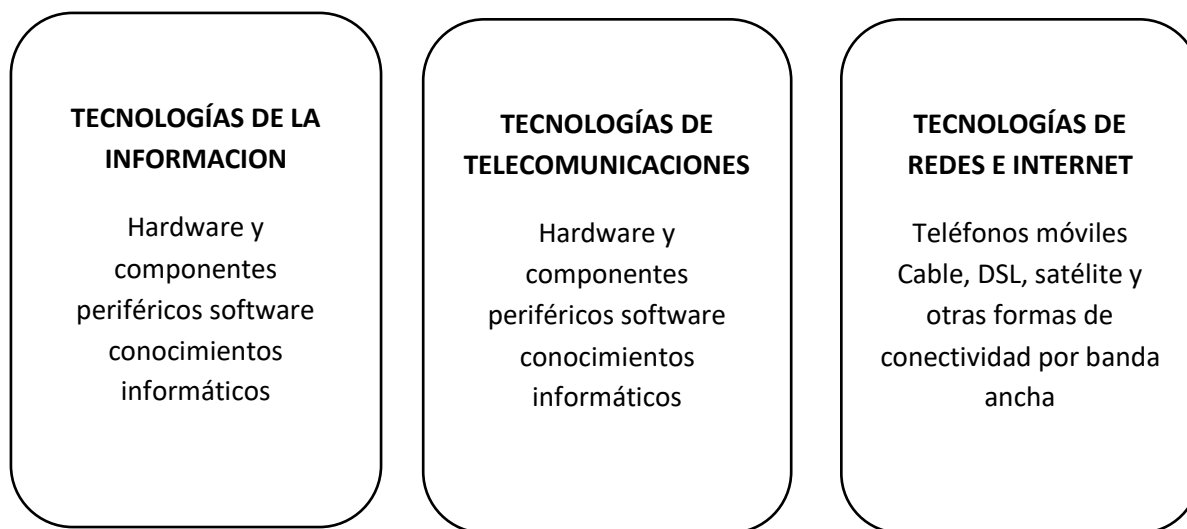 TECNOLOGÍAS DE LA
INFORMACION
Hardware y
componentes
periféricos software
conocimientos
informáticos
TECNOLOGÍAS DE
TELECOMUNICACIONES
Hardware y
componentes
periféricos software
conocimientos
informáticos
TECNOLOGÍAS DE
REDES E INTERNET
Teléfonos móviles
Cable, DSL, satélite y
otras formas de
conectividad por banda
ancha